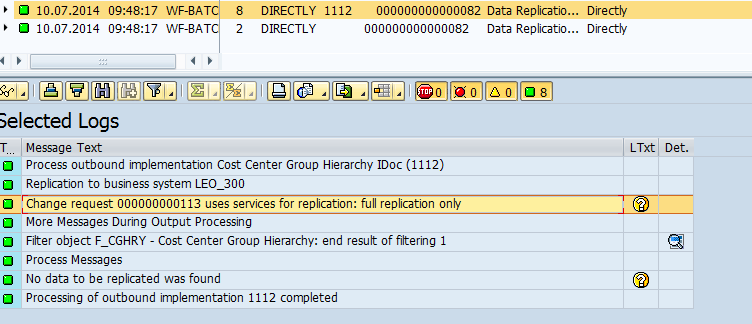 10.07.2014 09:48:17 WF-BATC 8 DIRECTLY 1112 000000000000082 Data Replicatio... Directly
10.07.2014 09:48:17 WF-BATC 2 DIRECTLY 000000000000082 Data Replicatio... Directly
STOP 0 0 0 8
Selected Logs
T... Message Text LTxt Det.
Process outbound implementation Cost Center Group Hierarchy IDoc (1112)
Replication to business system LEO_300
Change request 000000000113 uses services for replication: full replication only
More Messages During Output Processing
Filter object F_CGHRY - Cost Center Group Hierarchy: end result of filtering 1
Process Messages
No data to be replicated was found
Processing of outbound implementation 1112 completed